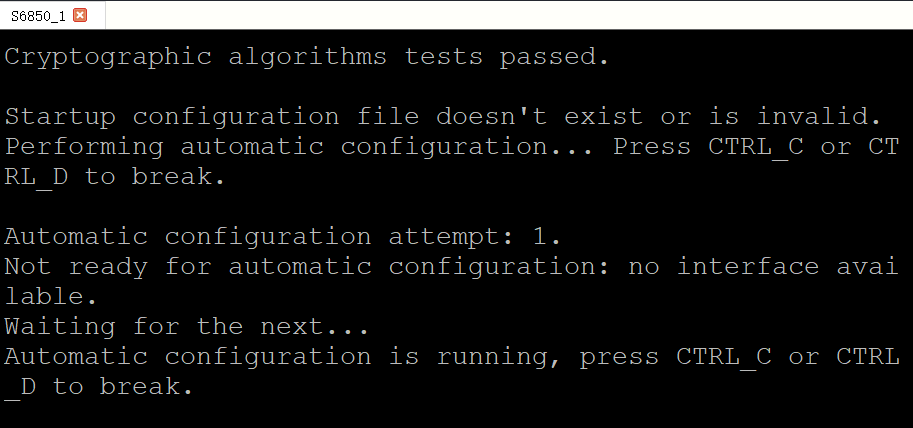 S6850_1
Cryptographic algorithms tests passed.
Startup configuration file doesn't exist or is invalid.
Performing automatic configuration... Press CTRL_C or CT
RL_D to break.
Automatic configuration attempt: 1.
Not ready for automatic configuration: no interface avai
lable.
Waiting for the next...
Automatic configuration is running, press CTRL_C or CTRL
_D to break.